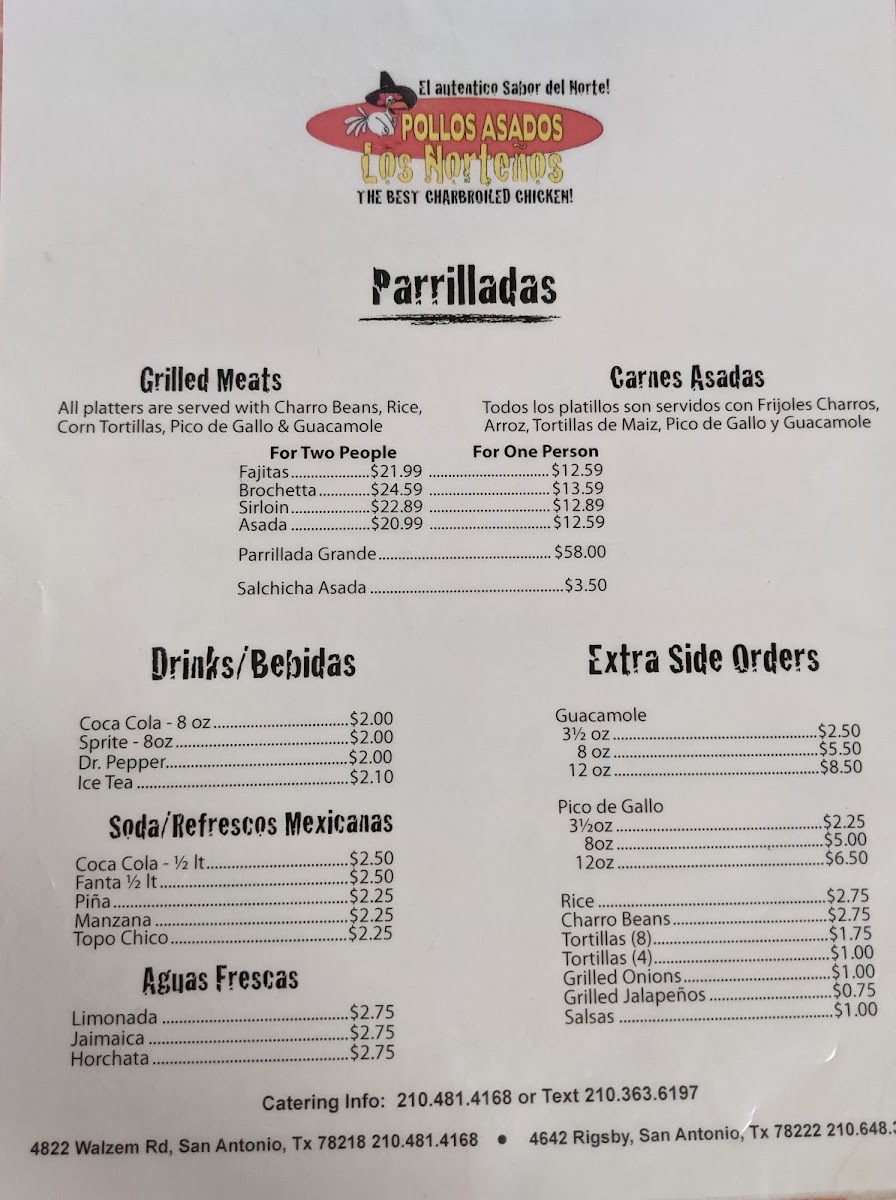 El autentico Sabor del Norte!
POLLOS ASADOS
Los Norteños
THE BEST CHARBROILED CHICKEN!
Parrilladas
Grilled Meats
All platters are served with Charro Beans, Rice,
Corn Tortillas, Pico de Gallo & Guacamole
Carnes Asadas
Todos los platillos son servidos con Frijoles Charros,
Arroz, Tortillas de Maiz, Pico de Gallo y Guacamole
For Two People For One Person
Fajitas....................$21.99 ..............................$12.59
Brochetta.............$24.59 ..............................$13.59
Sirloin....................$22.89 ..............................$12.89
Asada ....................$20.99 ..............................$12.59
Parrillada Grande........................................... $58.00
Salchicha Asada ................................................$3.50
Drinks/Bebidas
Coca Cola - 8 oz..............................$2.00
Sprite - 8oz......................................$2.00
Dr. Pepper........................................$2.00
Ice Tea ..............................................$2.10
Soda/Refrescos Mexicanas
Coca Cola - ½ lt...............................$2.50
Fanta ½ lt.........................................$2.50
Piña...................................................$2.25
Manzana ..........................................$2.25
Topo Chico.......................................$2.25
Aguas Frescas
Limonada .........................................$2.75
Jaimaica ............................................$2.75
Horchata...........................................$2.75
Extra Side Orders
Guacamole
3½ oz..............................................$2.50
8 oz..............................................$5.50
12 oz..............................................$8.50
Pico de Gallo
3½oz..............................................$2.25
8oz..............................................$5.00
12oz..............................................$6.50
Rice ...................................................$2.75
Charro Beans...................................$2.75
Tortillas (8).......................................$1.75
Tortillas (4).......................................$1.00
Grilled Onions.................................$1.00
Grilled Jalapeños ...........................$0.75
Salsas ...............................................$1.00
Catering Info: 210.481.4168 or Text 210.363.6197
4822 Walzem Rd, San Antonio, Tx 78218 210.481.4168 • 4642 Rigsby, San Antonio, Tx 78222 210.648.3